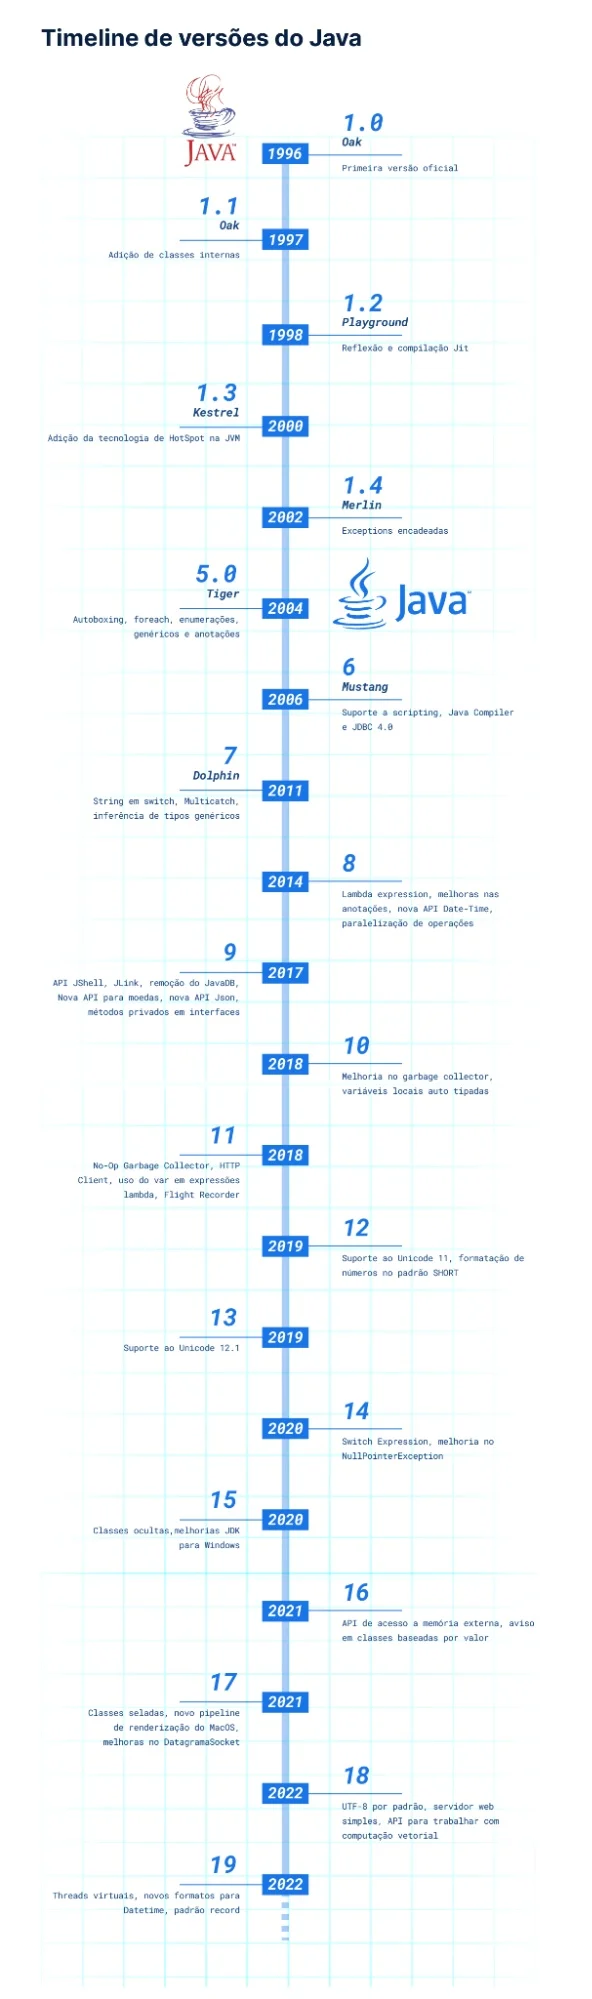 Timeline de versões do Java
JAVA™
1.0
Oak
1996
Primeira versão oficial
1.1
Oak
1997
Adição de classes internas
1.2
Playground
1998
Reflexão e compilação Jit
1.3
Kestrel
2000
Adição da tecnologia de HotSpot na JVM
1.4
Merlin
2002
Exceptions encadeadas
5.0
Tiger
2004
Autoboxing, foreach, enumerações,
genéricos e anotações
Java™
6
Mustang
2006
Suporte a scripting, Java Compiler
e JDBC 4.0
7
Dolphin
2011
String em switch, Multicatch,
inferência de tipos genéricos
8
2014
Lambda expression, melhoras nas
anotações, nova API Date-Time,
paralelização de operações
9
2017
API JShell, JLink, remoção do JavaDB,
Nova API para moedas, nova API Json,
métodos privados em interfaces
10
2018
Melhoria no garbage collector,
variáveis locais auto tipadas
11
2018
No-Op Garbage Collector, HTTP
Client, uso do var em expressões
lambda, Flight Recorder
12
2019
Suporte ao Unicode 11, formatação de
números no padrão SHORT
13
2019
Suporte ao Unicode 12.1
14
2020
Switch Expression, melhoria no
NullPointerException
15
2020
Classes ocultas,melhorias JDK
para Windows
16
2021
API de acesso a memória externa, aviso
em classes baseadas por valor
17
2021
Classes seladas, novo pipeline
de renderização do MacOS,
melhoras no DatagramaSocket
18
2022
UTF-8 por padrão, servidor web
simples, API para trabalhar com
computação vetorial
19
2022
Threads virtuais, novos formatos para
Datetime, padrão record